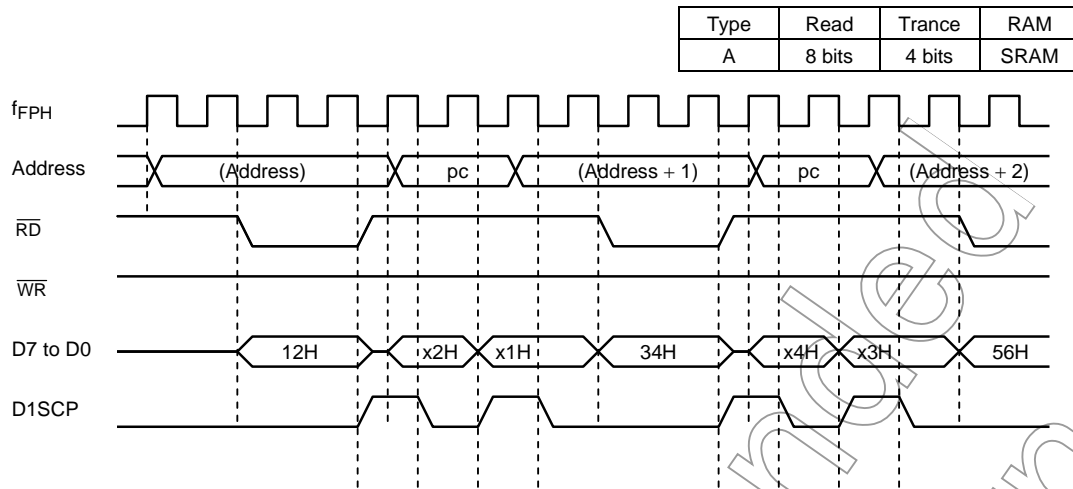 Type Read Trance RAM
A 8 bits 4 bits SRAM
fFPH
Address (Address) pc (Address + 1) pc (Address + 2)
RD
WR
D7 to D0 12H x2H x1H 34H x4H x3H 56H
D1SCP